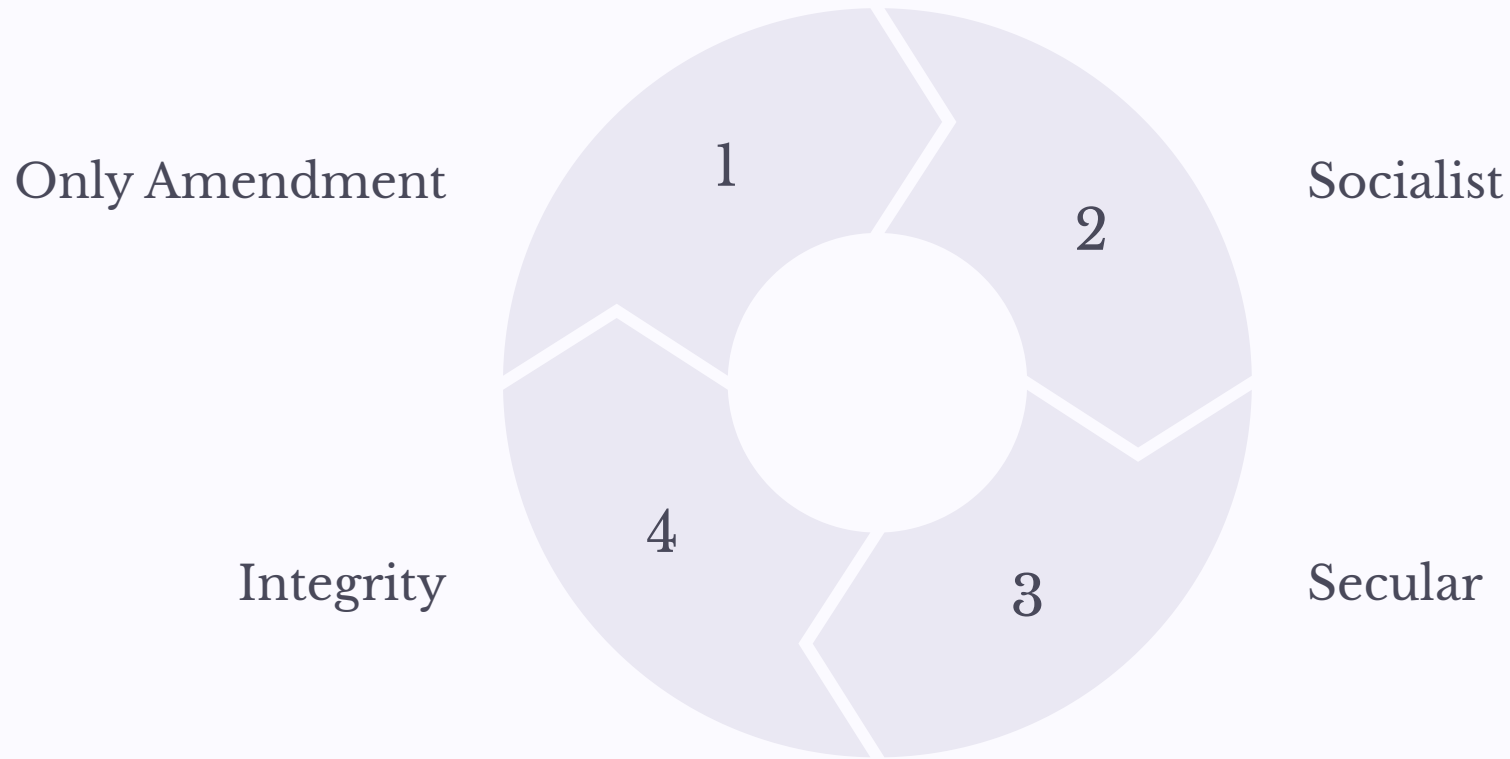 Only Amendment
1
2
Socialist
Integrity
4
3
Secular